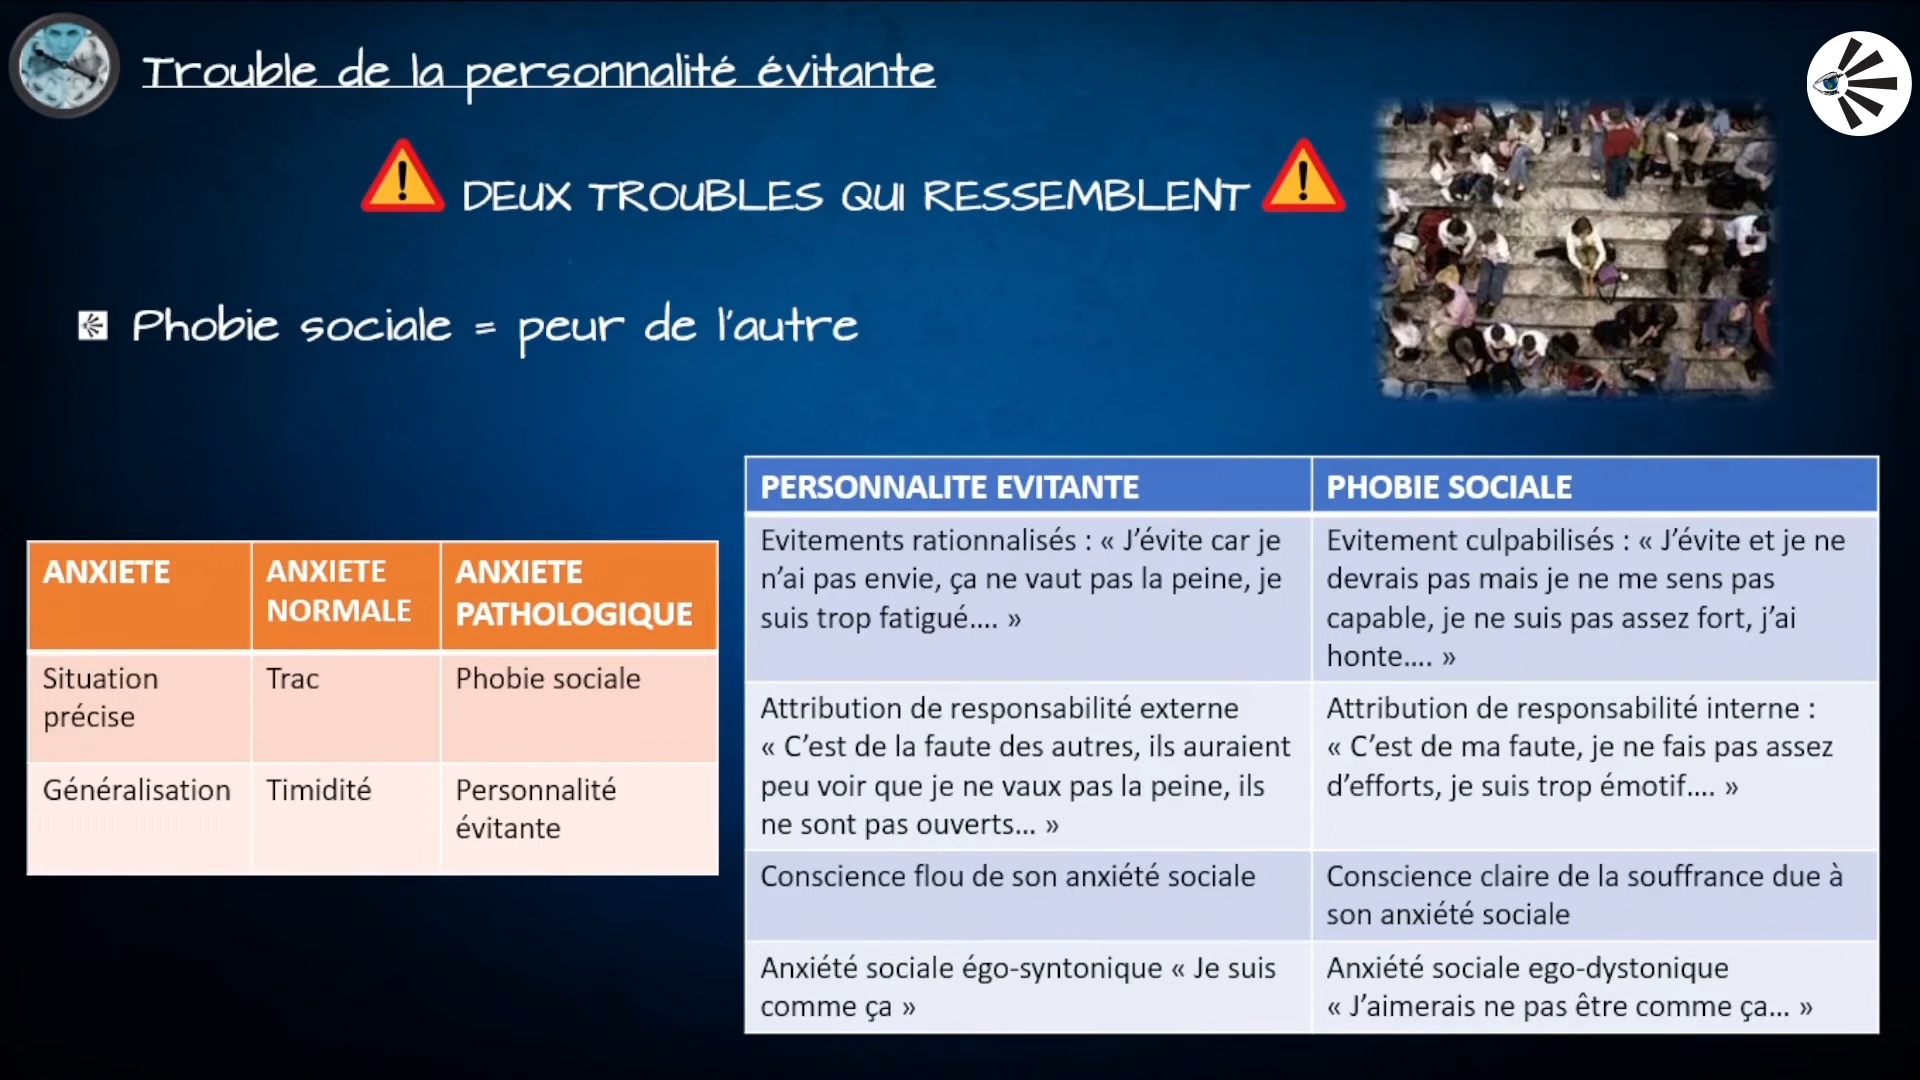 Trouble de la personnalité évitante
DEUX TROUBLES QUI RESSEMBLENT
Phobie sociale = peur de l'autre
ANXIETE
ANXIETE
NORMALE
ANXIETE
PATHOLOGIQUE
Situation
précise
Trac
Phobie sociale
Généralisation
Timidité
Personnalité
évitante
PERSONNALITE EVITANTE
PHOBIE SOCIALE
Evitements rationnalisés : « J’évite car je
n’ai pas envie, ça ne vaut pas la peine, je
suis trop fatigué…. »
Evitement culpabilisés : « J’évite et je ne
devrais pas mais je ne me sens pas
capable, je ne suis pas assez fort, j’ai
honte…. »
Attribution de responsabilité externe
« C’est de la faute des autres, ils auraient
peu voir que je ne vaux pas la peine, ils
ne sont pas ouverts… »
Attribution de responsabilité interne :
« C’est de ma faute, je ne fais pas assez
d’efforts, je suis trop émotif…. »
Conscience flou de son anxiété sociale
Conscience claire de la souffrance due à
son anxiété sociale
Anxiété sociale égo-syntonique « Je suis
comme ça »
Anxiété sociale ego-dystonique
« J’aimerais ne pas être comme ça… »